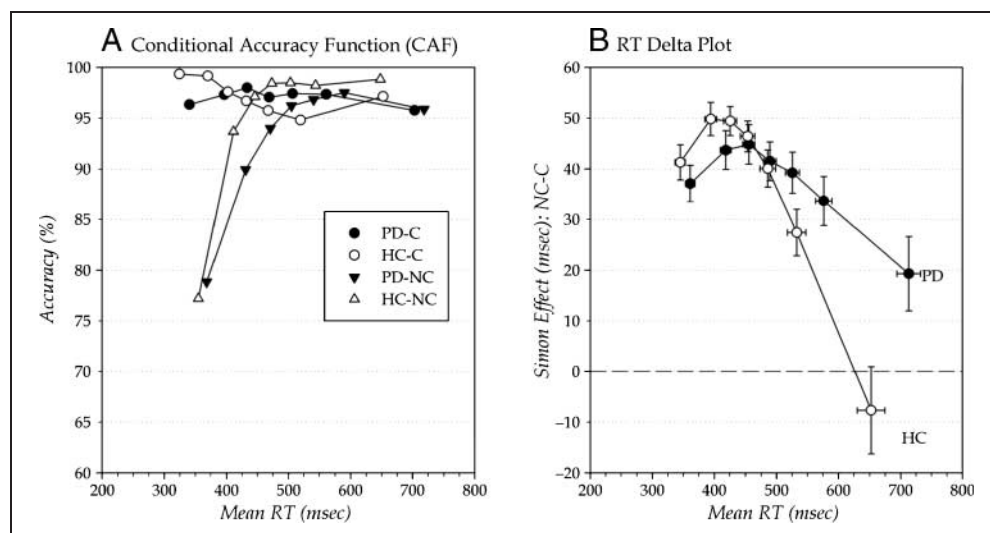 A Conditional Accuracy Function (CAF)
100
95
90
85
80
75
70
65
60
Accuracy (%)
PD-C
HC-C
PD-NC
HC-NC
200 300 400 500 600 700 800
Mean RT (msec)
B RT Delta Plot
60
50
40
30
20
10
0
−10
−20
Simon Effect (msec): NC-C
PD
HC
200 300 400 500 600 700 800
Mean RT (msec)